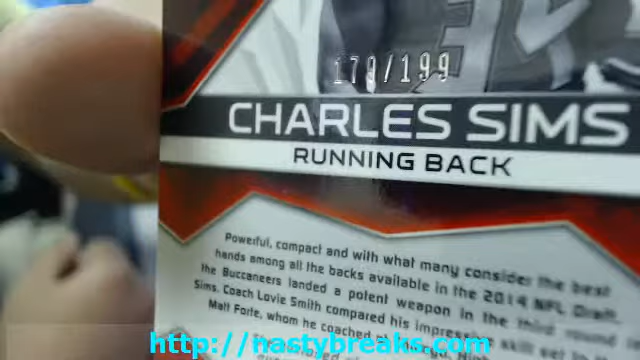 179/199
CHARLES SIMS
RUNNING BACK
Powerful, compact and with what many consider the best
hands among all the backs available in the 2014 NFL Draft,
the Buccaneers landed a potent weapon in the third round in
Sims. Coach Lovie Smith compared his impressive skill set to
Matt Forte, whom he coached
http://nastybreaks.com